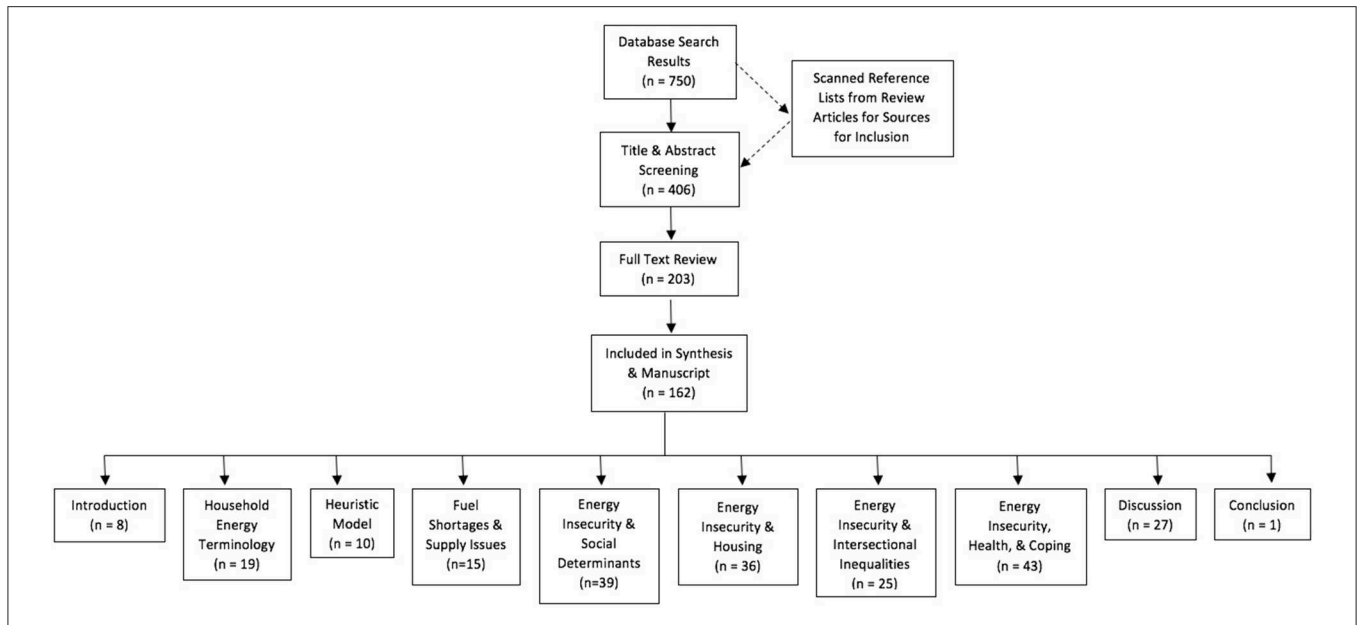 Database Search
Results
(n = 750)
Scanned Reference
Lists from Review
Articles for Sources
for Inclusion
Title & Abstract
Screening
(n = 406)
Full Text Review
(n = 203)
Included in Synthesis
& Manuscript
(n = 162)
Introduction
(n = 8)
Household
Energy
Terminology
(n = 19)
Heuristic
Model
(n = 10)
Fuel
Shortages &
Supply Issues
(n=15)
Energy
Insecurity &
Social
Determinants
(n=39)
Energy
Insecurity &
Housing
(n = 36)
Energy
Insecurity &
Intersectional
Inequalities
(n = 25)
Energy
Insecurity,
Health, & Coping
(n = 43)
Discussion
(n = 27)
Conclusion
(n = 1)